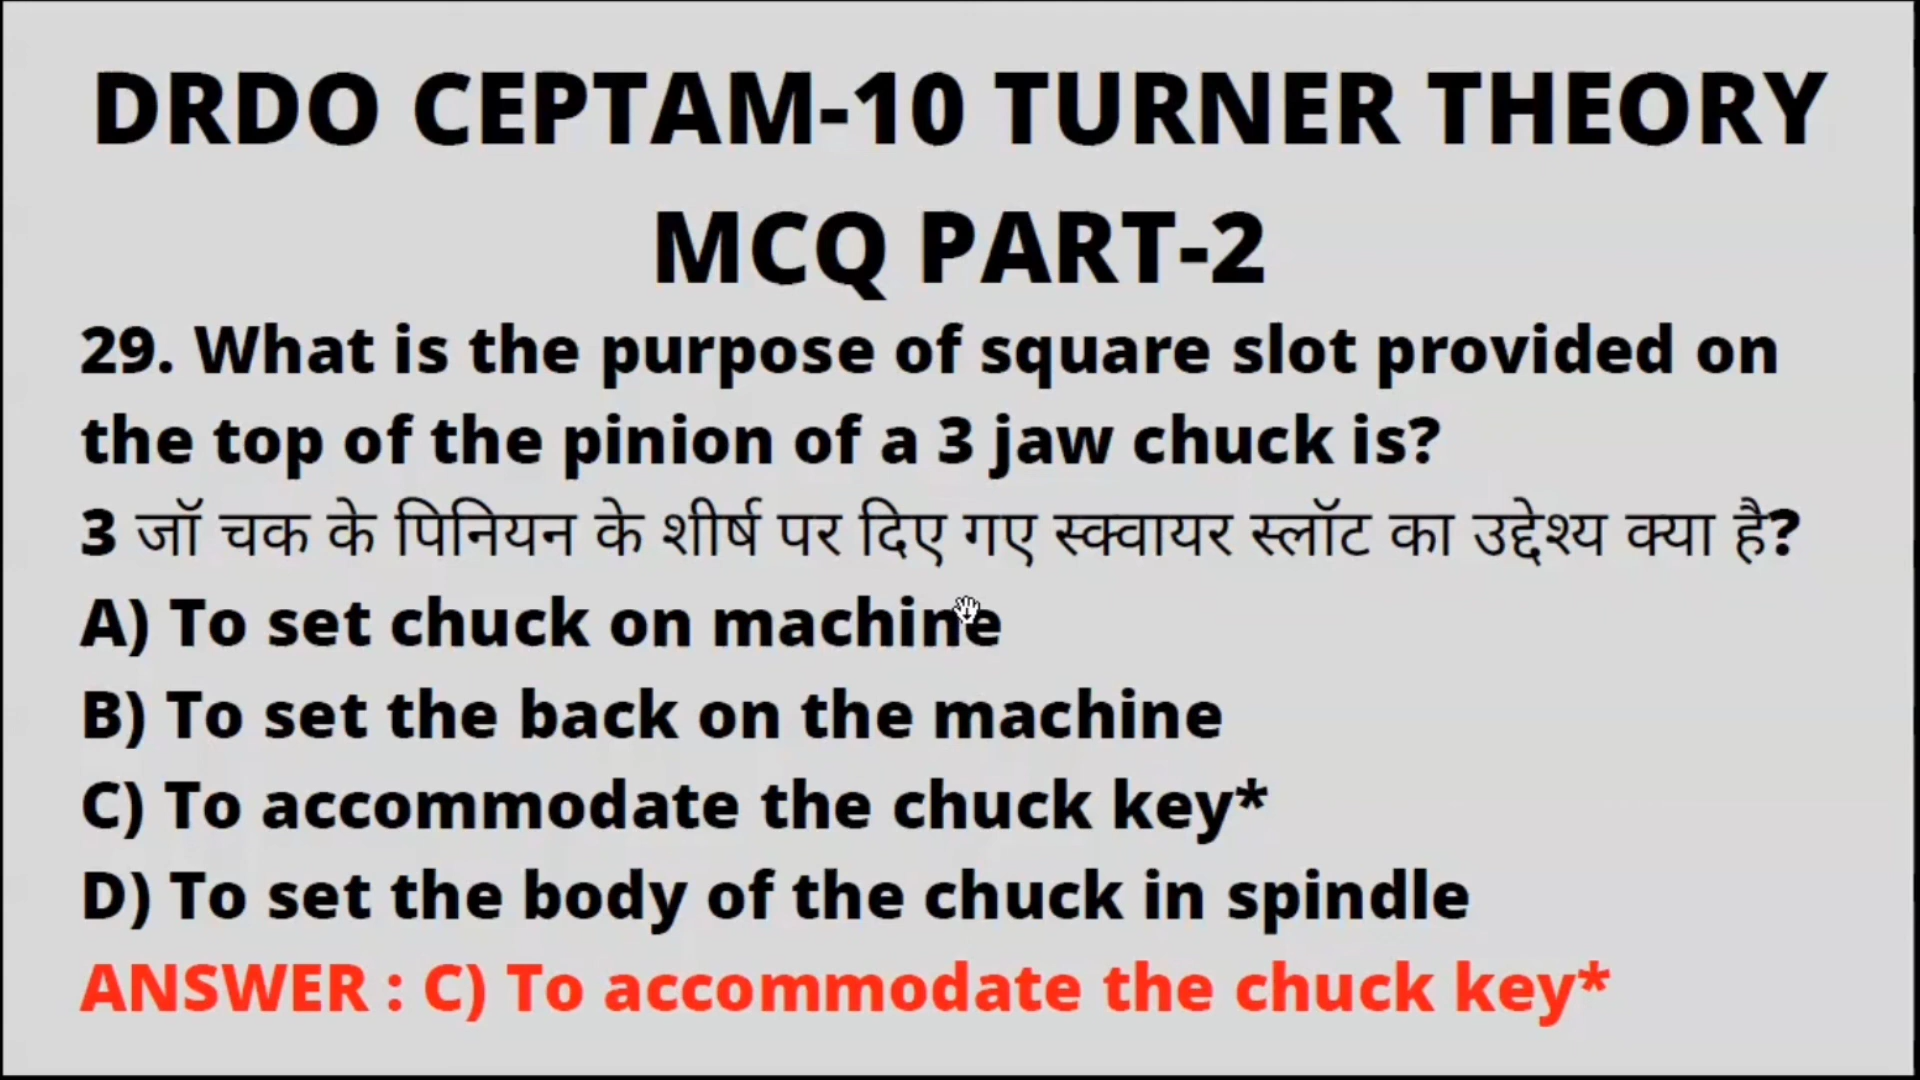 DRDO CEPTAM-10 TURNER THEORY
MCQ PART-2
29. What is the purpose of square slot provided on
the top of the pinion of a 3 jaw chuck is?
3 जॉ चक के पिनियन के शीर्ष पर दिए गए स्क्वायर स्लॉट का उद्देश्य क्या है?
A) To set chuck on machine
B) To set the back on the machine
C) To accommodate the chuck key*
D) To set the body of the chuck in spindle
ANSWER : C) To accommodate the chuck key*